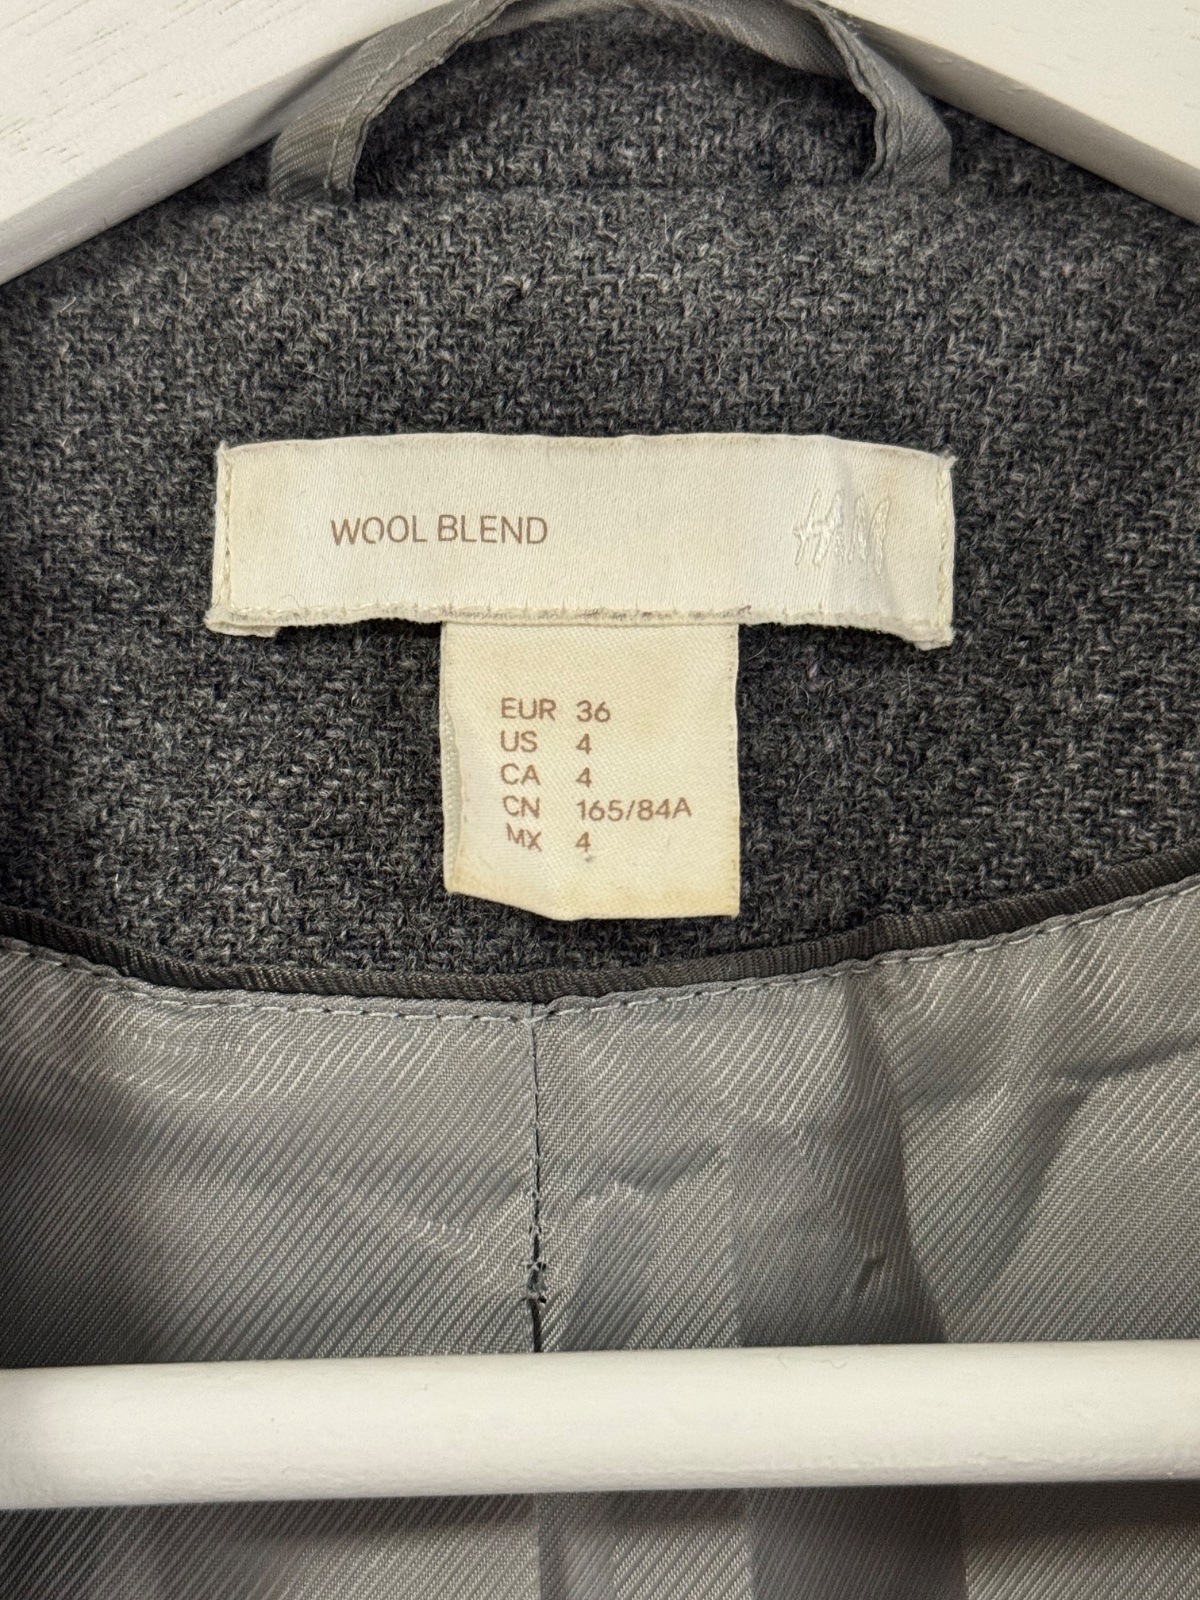 WOOL BLEND
H&M
EUR 36
US 4
CA 4
CN 165/84A
MX 4